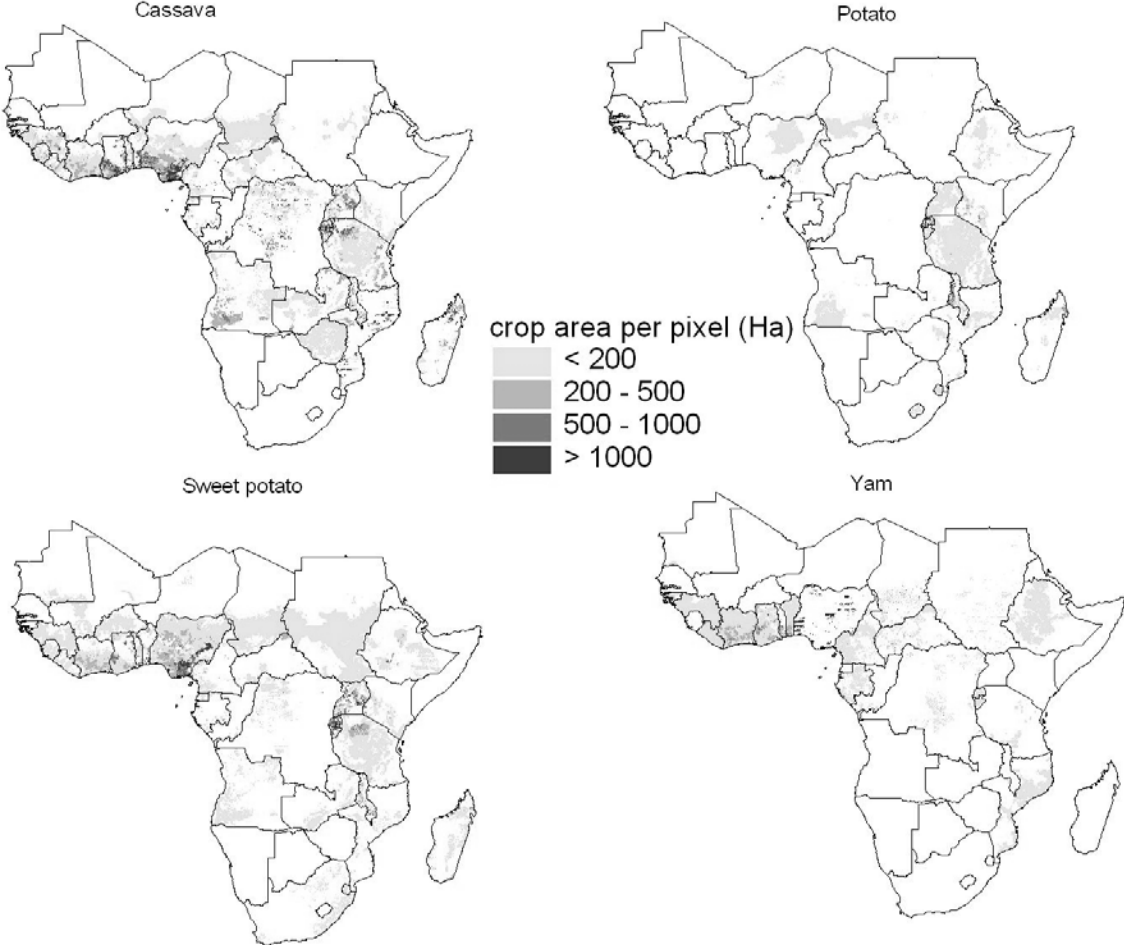 Cassava
Potato
crop area per pixel (Ha)
< 200
200 - 500
500 - 1000
> 1000
Sweet potato
Yam